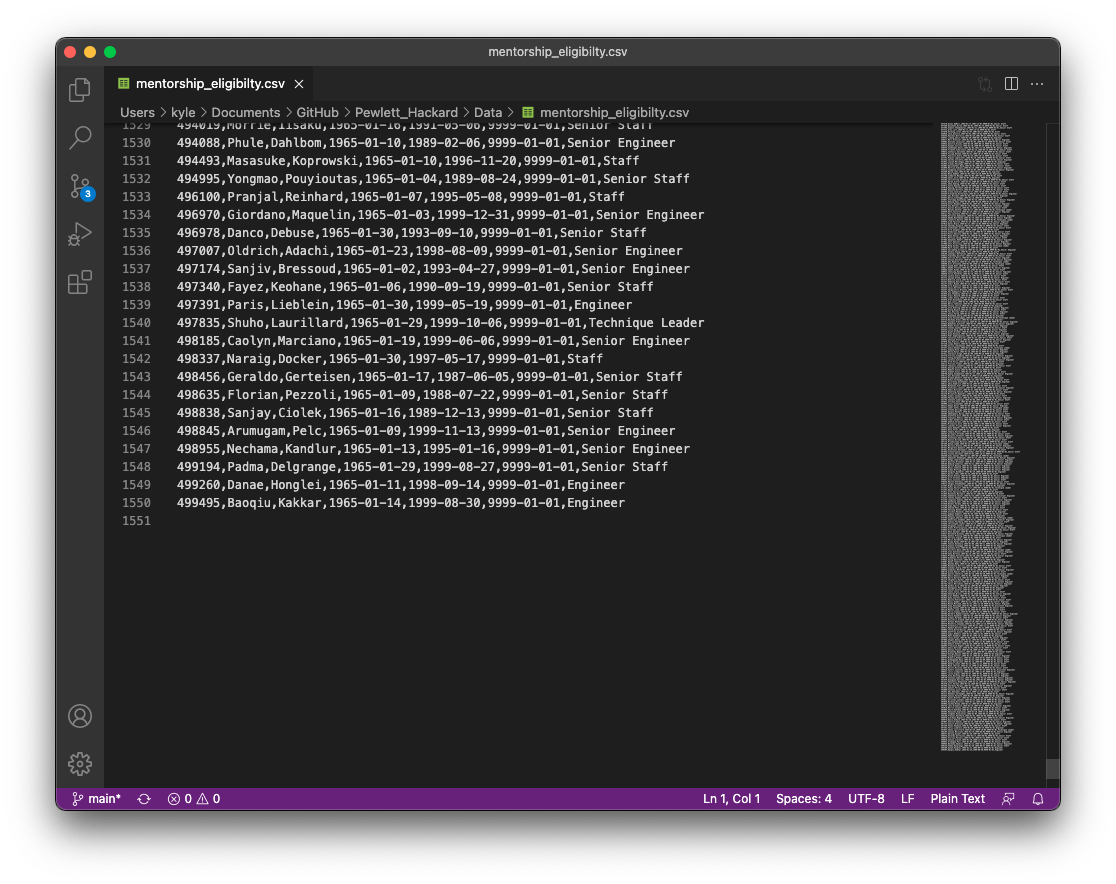 mentorship_eligibilty.csv
mentorship_eligibilty.csv
Users > kyle > Documents > GitHub > Pewlett_Hackard > Data > mentorship_eligibilty.csv
1529 494019,Morrie,Iisaku,1965-01-16,1991-05-06,9999-01-01,Senior Staff
1530 494088,Phule,Dahlbom,1965-01-10,1989-02-06,9999-01-01,Senior Engineer
1531 494493,Masasuke,Koprowski,1965-01-10,1996-11-20,9999-01-01,Staff
1532 494995,Yongmao,Pouyioutas,1965-01-04,1989-08-24,9999-01-01,Senior Staff
1533 496100,Pranjal,Reinhard,1965-01-07,1995-05-08,9999-01-01,Staff
1534 496970,Giordano,Maquelin,1965-01-03,1999-12-31,9999-01-01,Senior Engineer
1535 496978,Danco,Debuse,1965-01-30,1993-09-10,9999-01-01,Senior Staff
1536 497007,Oldrich,Adachi,1965-01-23,1998-08-09,9999-01-01,Senior Engineer
1537 497174,Sanjiv,Bressoud,1965-01-02,1993-04-27,9999-01-01,Senior Engineer
1538 497340,Fayez,Keohane,1965-01-06,1990-09-19,9999-01-01,Senior Staff
1539 497391,Paris,Lieblein,1965-01-30,1999-05-19,9999-01-01,Engineer
1540 497835,Shuho,Laurillard,1965-01-29,1999-10-06,9999-01-01,Technique Leader
1541 498185,Caolyn,Marciano,1965-01-19,1999-06-06,9999-01-01,Senior Engineer
1542 498337,Naraig,Docker,1965-01-30,1997-05-17,9999-01-01,Staff
1543 498456,Geraldo,Gerteisen,1965-01-17,1987-06-05,9999-01-01,Senior Staff
1544 498635,Florian,Pezzoli,1965-01-09,1988-07-22,9999-01-01,Senior Staff
1545 498838,Sanjay,Ciolek,1965-01-16,1989-12-13,9999-01-01,Senior Staff
1546 498845,Arumugam,Pelc,1965-01-09,1999-11-13,9999-01-01,Senior Engineer
1547 498955,Nechama,Kandlur,1965-01-13,1995-01-16,9999-01-01,Senior Engineer
1548 499194,Padma,Delgrange,1965-01-29,1999-08-27,9999-01-01,Senior Staff
1549 499260,Danae,Honglei,1965-01-11,1998-09-14,9999-01-01,Engineer
1550 499495,Baoqiu,Kakkar,1965-01-14,1999-08-30,9999-01-01,Engineer
1551
3
main* 0 0 Ln 1, Col 1 Spaces: 4 UTF-8 LF Plain Text